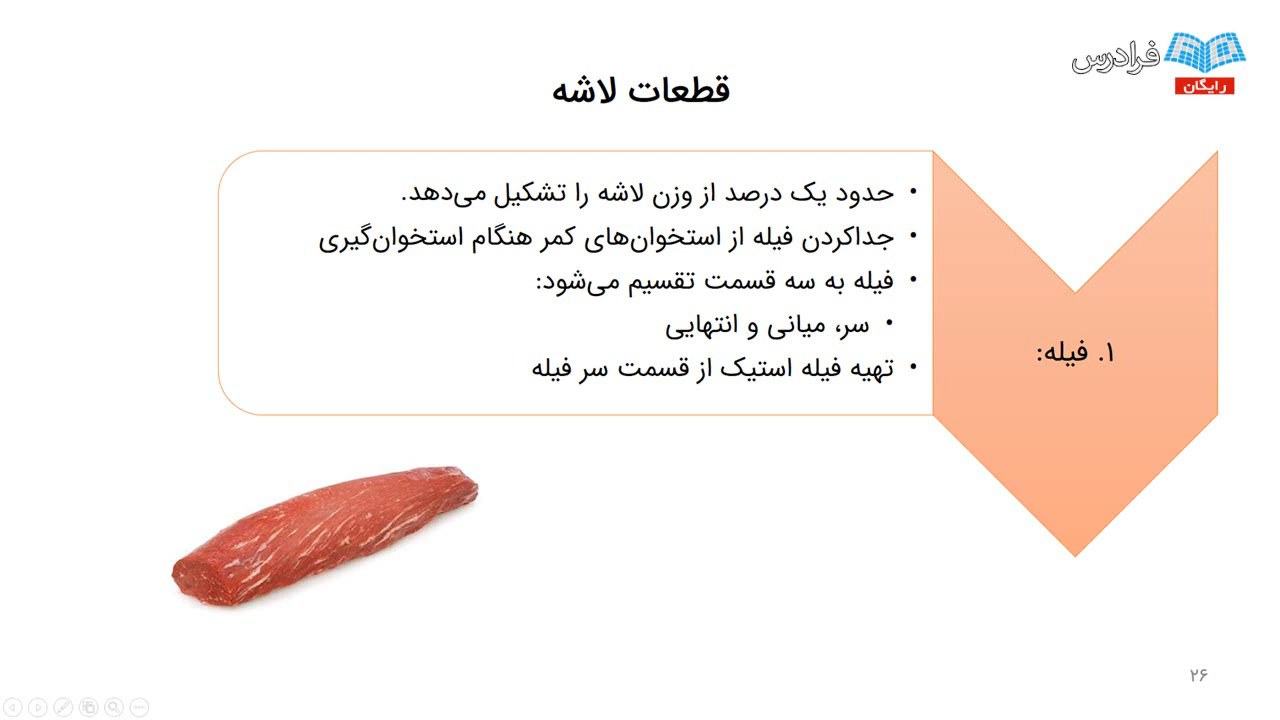 فرادرس
رایگان
قطعات لاشه
• حدود یک درصد از وزن لاشه را تشکیل می‌دهد.
• جداکردن فیله از استخوان‌های کمر هنگام استخوان‌گیری
• فیله به سه قسمت تقسیم می‌شود:
• سر، میانی و انتهایی
• تهیه فیله استیک از قسمت سر فیله
۱. فیله:
۲۶